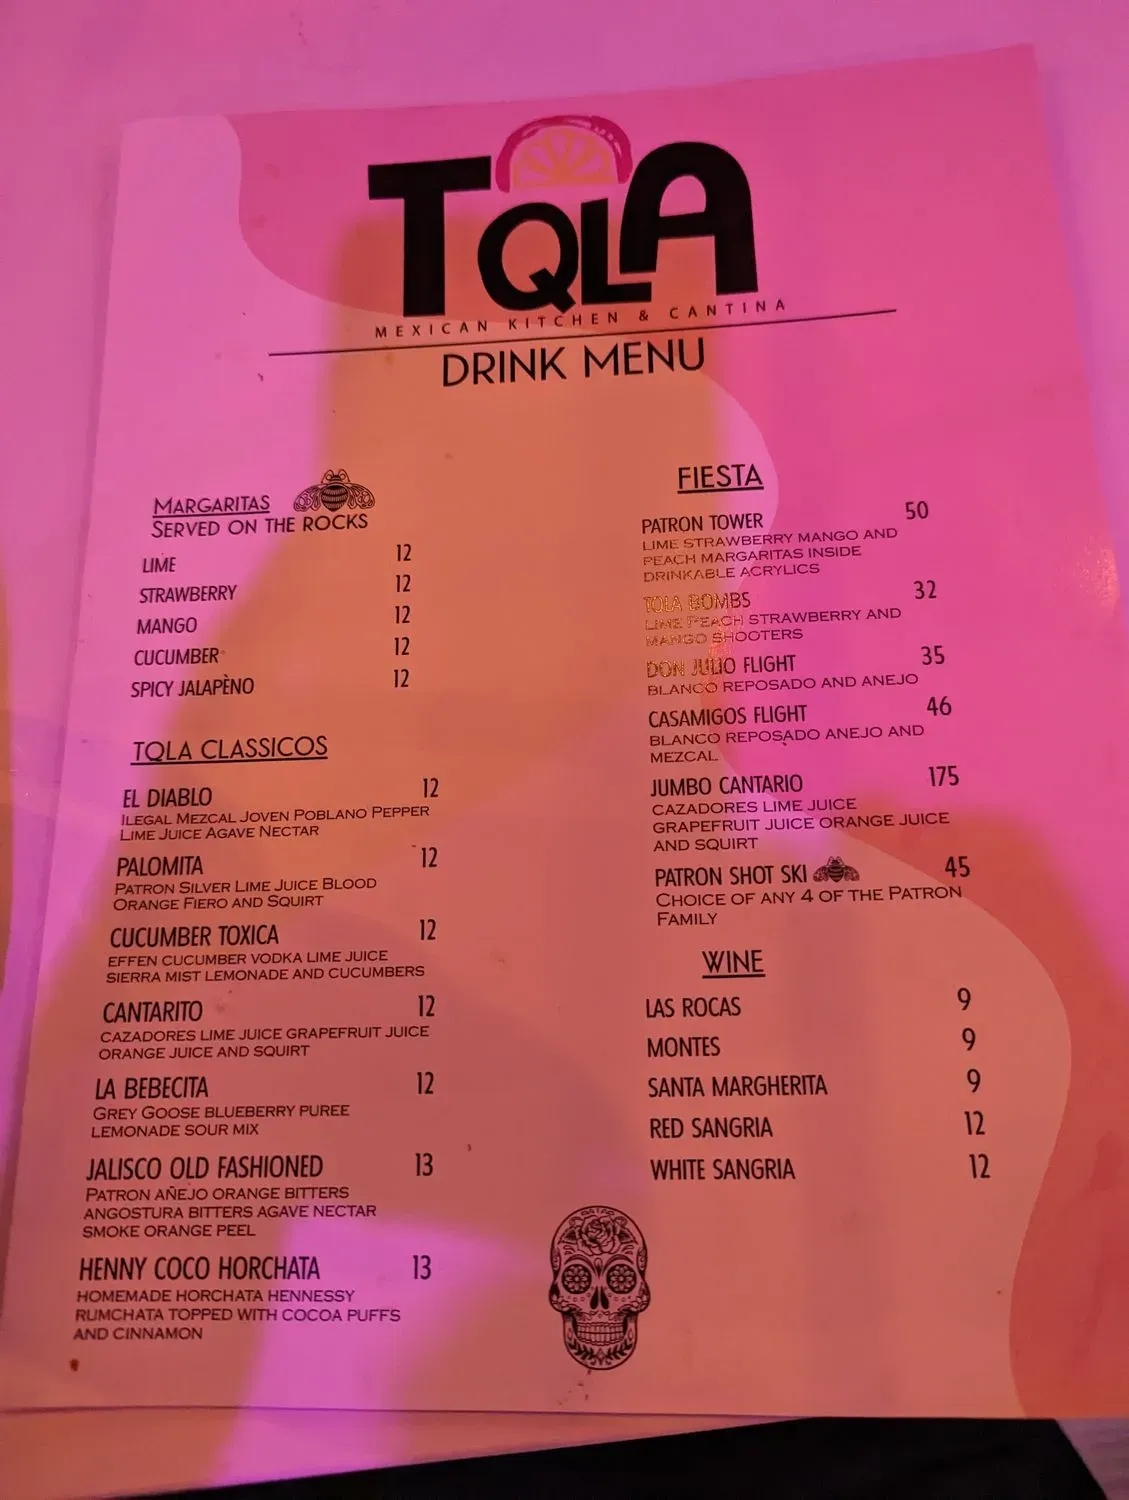 TQLA
MEXICAN KITCHEN & CANTINA
DRINK MENU
MARGARITAS
SERVED ON THE ROCKS
LIME 12
STRAWBERRY 12
MANGO 12
CUCUMBER 12
SPICY JALAPÈNO 12
TQLA CLASSICOS
EL DIABLO 12
ILEGAL MEZCAL JOVEN POBLANO PEPPER
LIME JUICE AGAVE NECTAR
PALOMITA 12
PATRON SILVER LIME JUICE BLOOD
ORANGE FIERO AND SQUIRT
CUCUMBER TOXICA 12
EFFEN CUCUMBER VODKA LIME JUICE
SIERRA MIST LEMONADE AND CUCUMBERS
CANTARITO 12
CAZADORES LIME JUICE GRAPEFRUIT JUICE
ORANGE JUICE AND SQUIRT
LA BEBECITA 12
GREY GOOSE BLUEBERRY PUREE
LEMONADE SOUR MIX
JALISCO OLD FASHIONED 13
PATRON AÑEJO ORANGE BITTERS
ANGOSTURA BITTERS AGAVE NECTAR
SMOKE ORANGE PEEL
HENNY COCO HORCHATA 13
HOMEMADE HORCHATA HENNESSY
RUMCHATA TOPPED WITH COCOA PUFFS
AND CINNAMON
FIESTA
PATRON TOWER 50
LIME STRAWBERRY MANGO AND
PEACH MARGARITAS INSIDE
DRINKABLE ACRYLICS
TQLA BOMBS 32
LIME PEACH STRAWBERRY AND
MANGO SHOOTERS
DON JULIO FLIGHT 35
BLANCO REPOSADO AND ANEJO
CASAMIGOS FLIGHT 46
BLANCO REPOSADO ANEJO AND
MEZCAL
JUMBO CANTARIO 175
CAZADORES LIME JUICE
GRAPEFRUIT JUICE ORANGE JUICE
AND SQUIRT
PATRON SHOT SKI 45
CHOICE OF ANY 4 OF THE PATRON
FAMILY
WINE
LAS ROCAS 9
MONTES 9
SANTA MARGHERITA 9
RED SANGRIA 12
WHITE SANGRIA 12